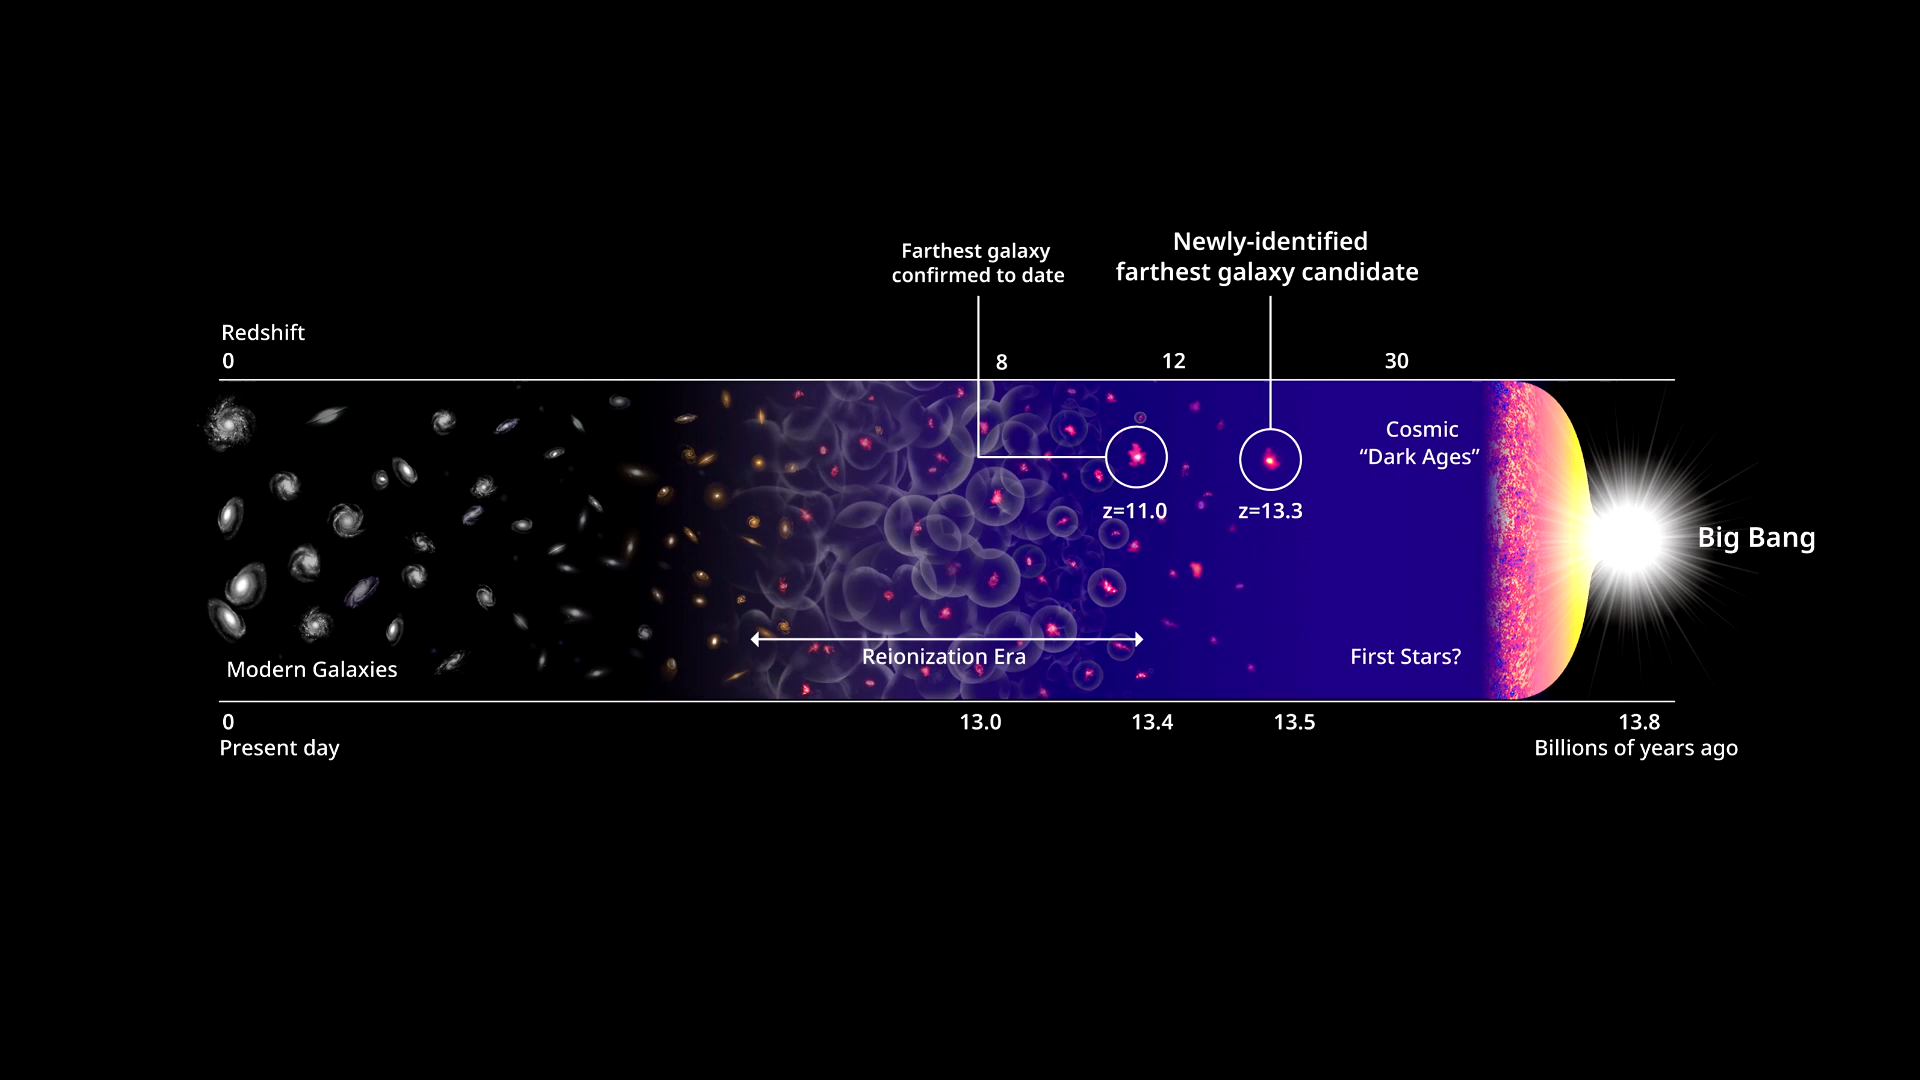 Farthest galaxy
confirmed to date
Newly-identified
farthest galaxy candidate
Redshift
0
8
12
30
Cosmic
“Dark Ages”
z=11.0
z=13.3
Big Bang
Reionization Era
First Stars?
Modern Galaxies
0
13.0
13.4
13.5
13.8
Present day
Billions of years ago